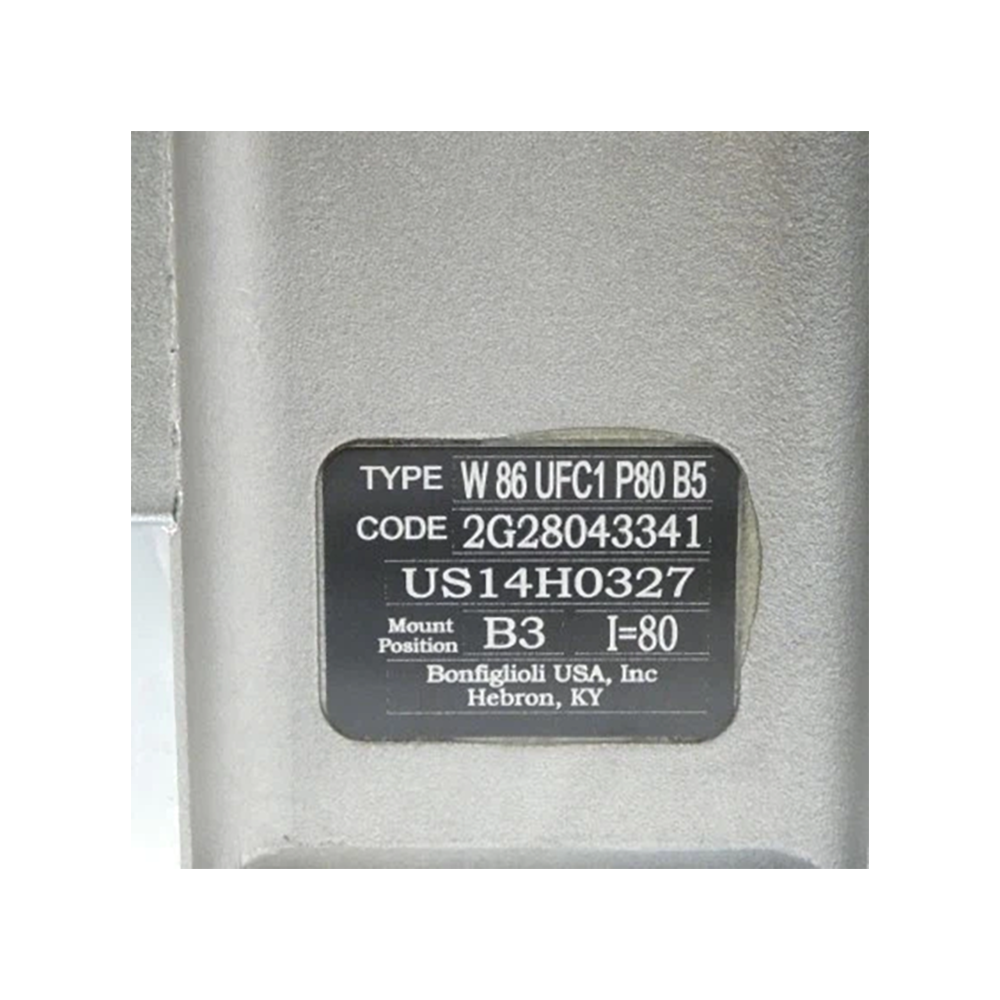 TYPE W 86 UFC1 P80 B5
CODE 2G28043341
US14H0327
Mount Position B3 I=80
Bonfiglioli USA, Inc
Hebron, KY